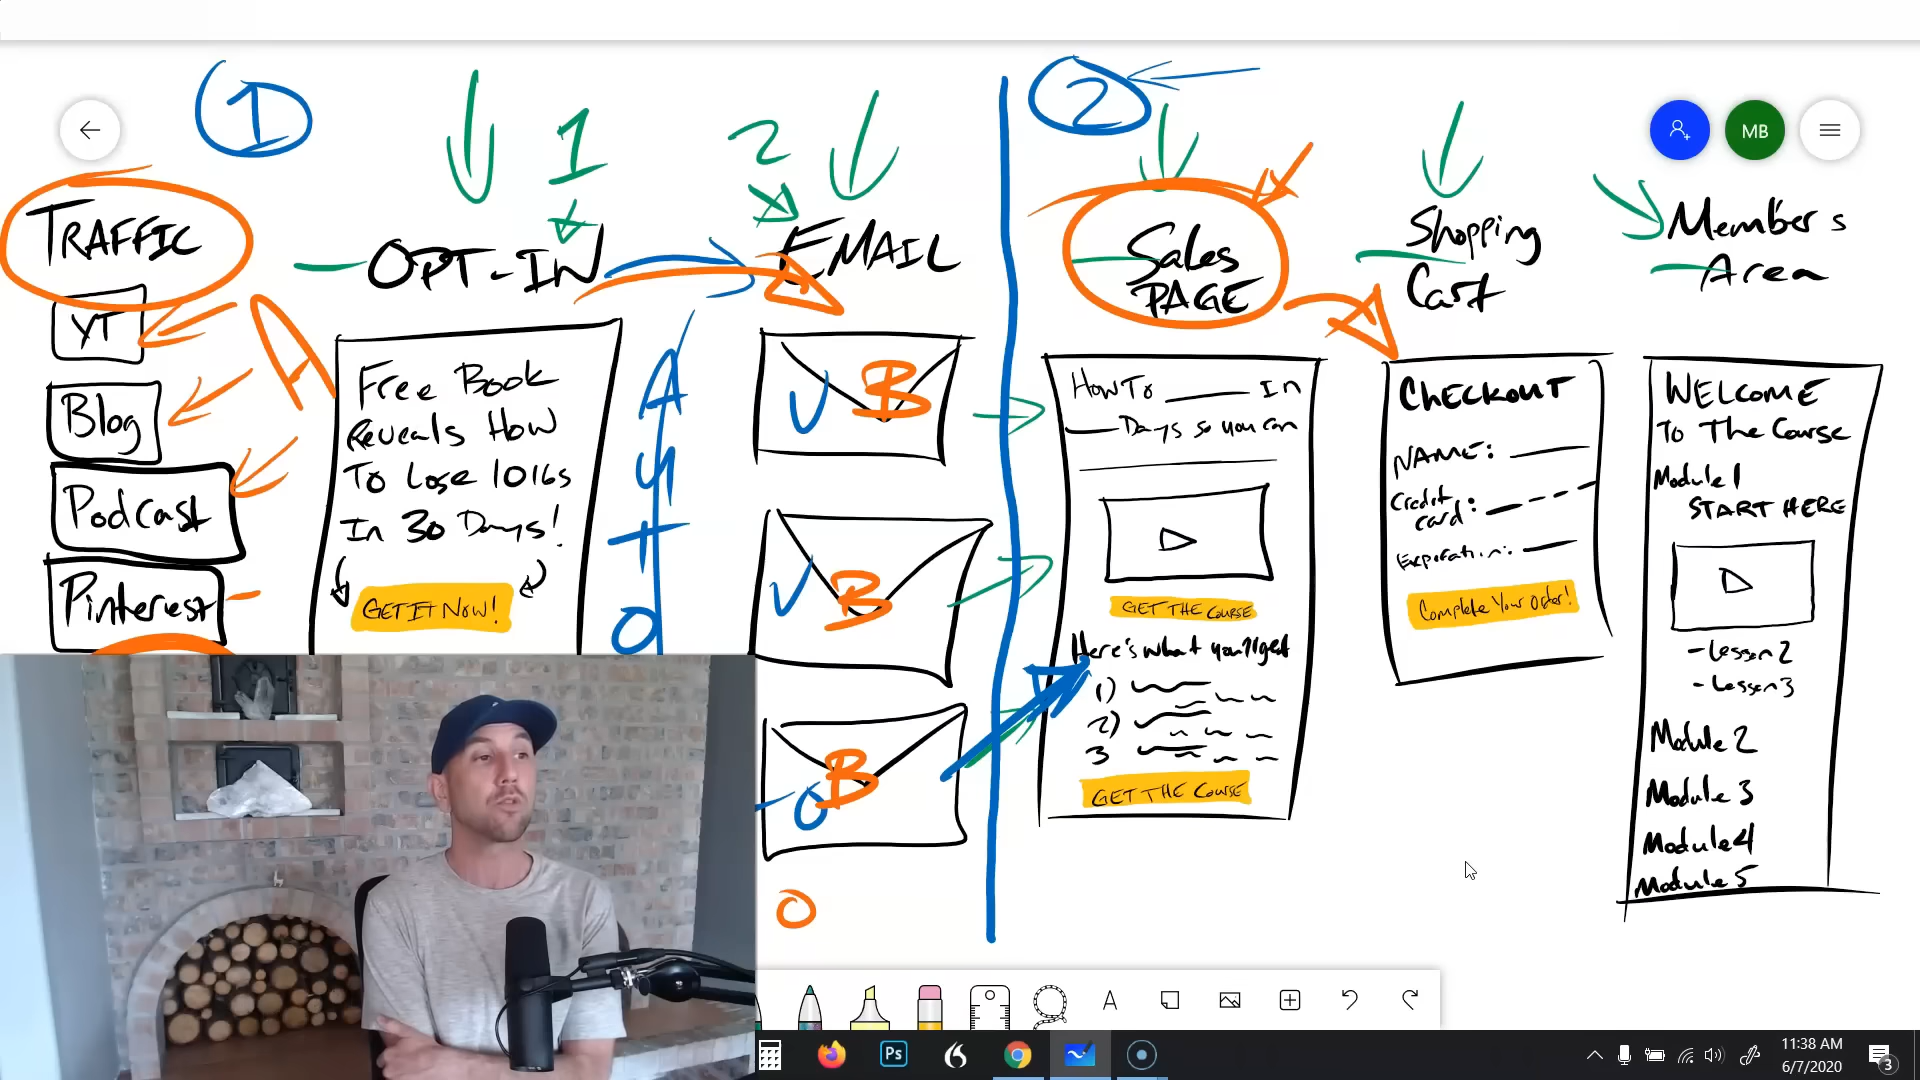 1
2
1
2
MB
TRAFFIC
OPT-IN
EMAIL
Sales
PAGE
Shopping
Cart
Members
Area
YT
Blog
Podcast
Pinterest
A
Free Book
Reveals How
To Lose 10lbs
In 30 Days!
GET IT NOW!
A
U
T
O
V
B
V
B
O
B
O
How To ____ In
__ Days so you can
GET THE COURSE
Here's what you'll get
1)
2)
3
GET THE COURSE
CHECKOUT
NAME:
Credit
card:
Expiration:
Complete Your Order!
WELCOME
To The Course
Module 1
START HERE
- Lesson 2
- Lesson 3
Module 2
Module 3
Module 4
Module 5
A
Ps
11:38 AM
6/7/2020
3